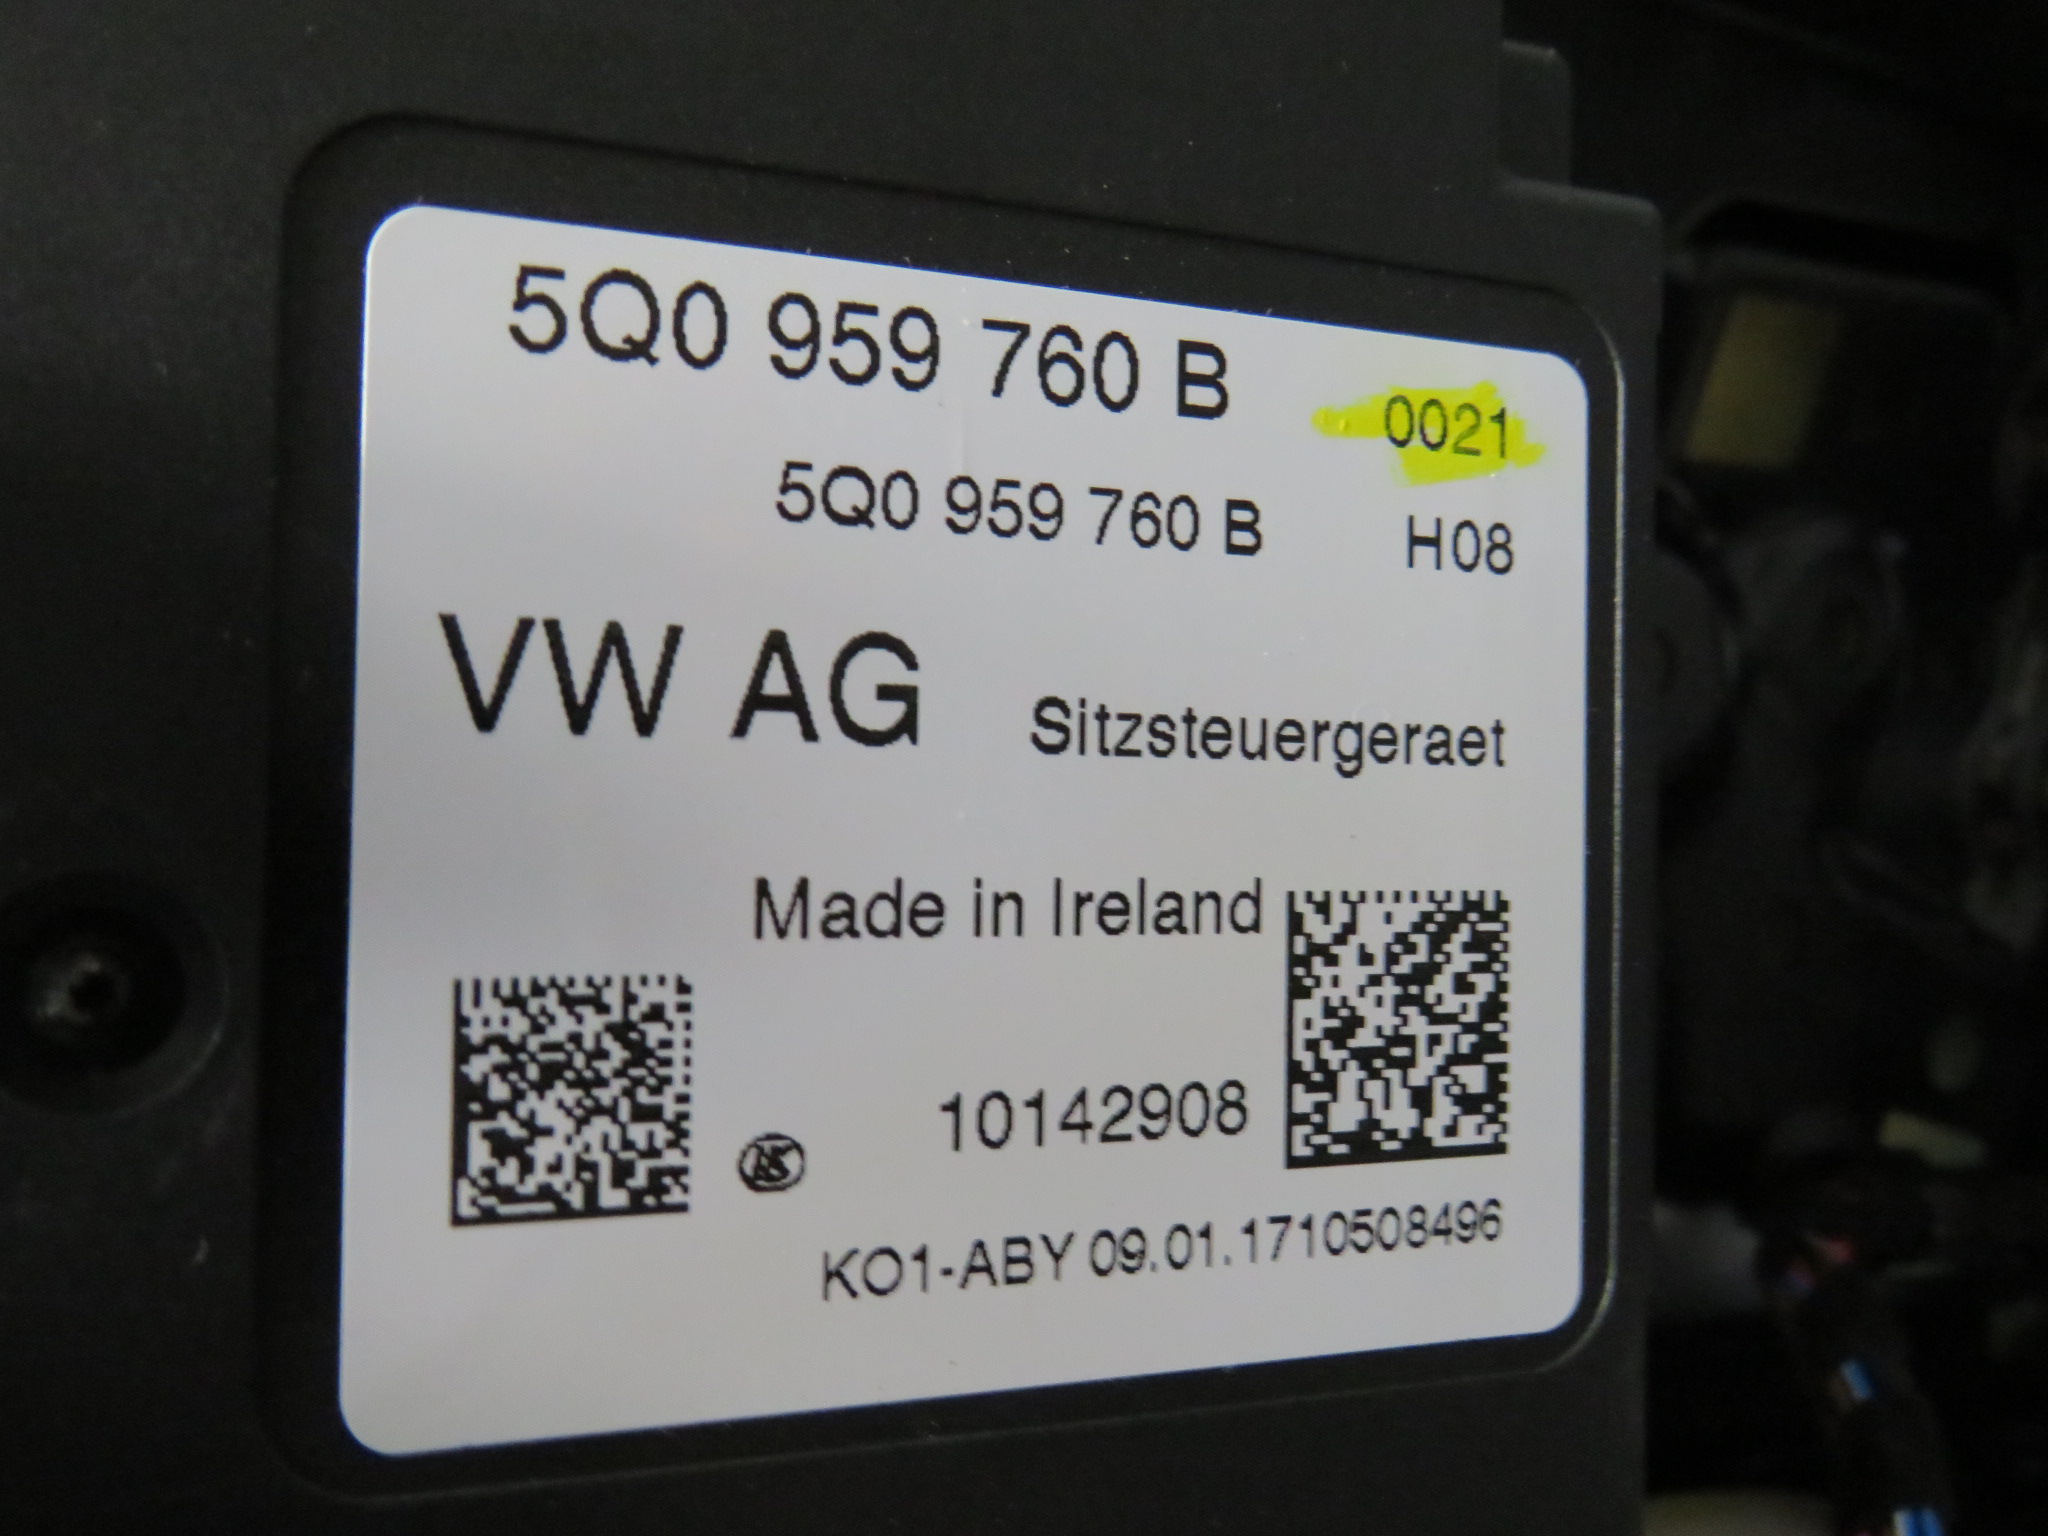 5Q0 959 760 B 0021
5Q0 959 760 B H08
VW AG Sitzsteuergeraet
Made in Ireland
10142908
KO1-ABY 09.01.1710508496